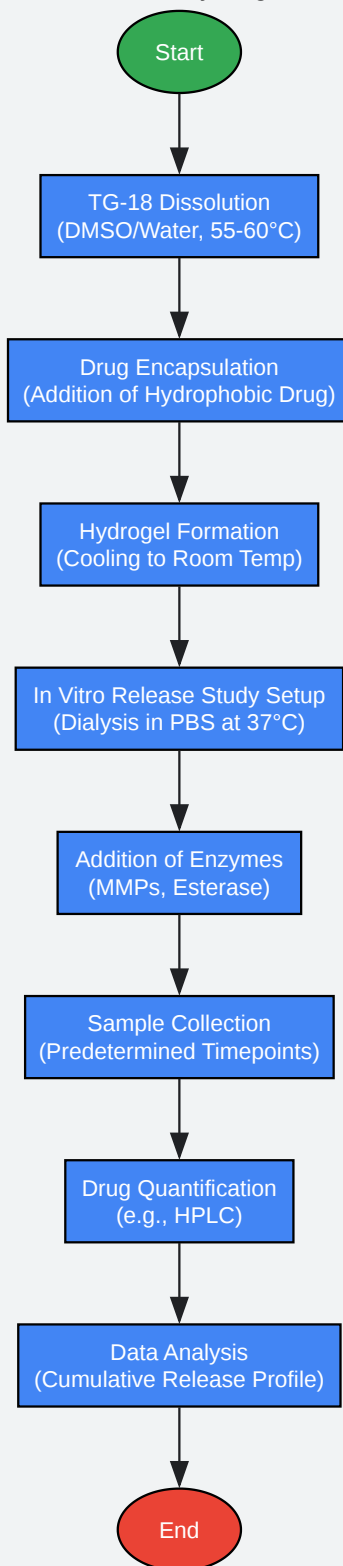 Start
TG-18 Dissolution
(DMSO/Water, 55-60°C)
Drug Encapsulation
(Addition of Hydrophobic Drug)
Hydrogel Formation
(Cooling to Room Temp)
In Vitro Release Study Setup
(Dialysis in PBS at 37°C)
Addition of Enzymes
(MMPs, Esterase)
Sample Collection
(Predetermined Timepoints)
Drug Quantification
(e.g., HPLC)
Data Analysis
(Cumulative Release Profile)
End